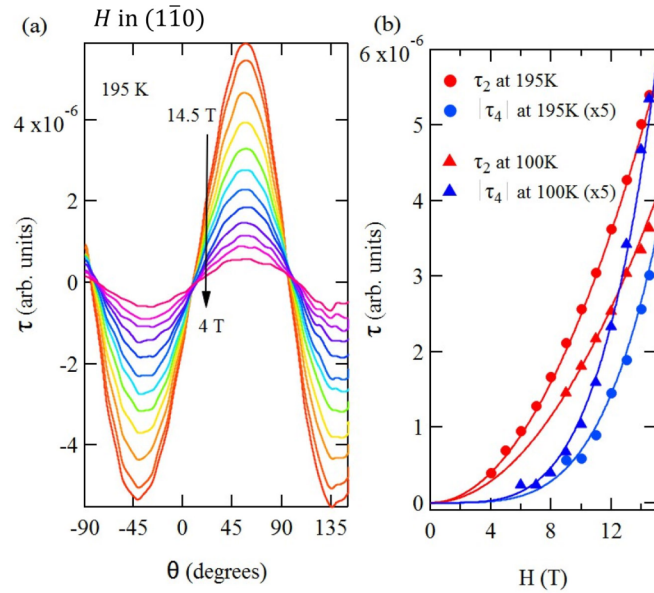 (a)
H in (11̅0)
195 K
14.5 T
4 T
4 x10⁻⁶
2
0
-2
-4
τ (arb. units)
-90
-45
0
45
90
135
θ (degrees)
(b)
6 x10⁻⁶
5
4
3
2
1
0
τ (arb. units)
τ₂ at 195K
|τ₄| at 195K (x5)
τ₂ at 100K
|τ₄| at 100K (x5)
0
4
8
12
H (T)